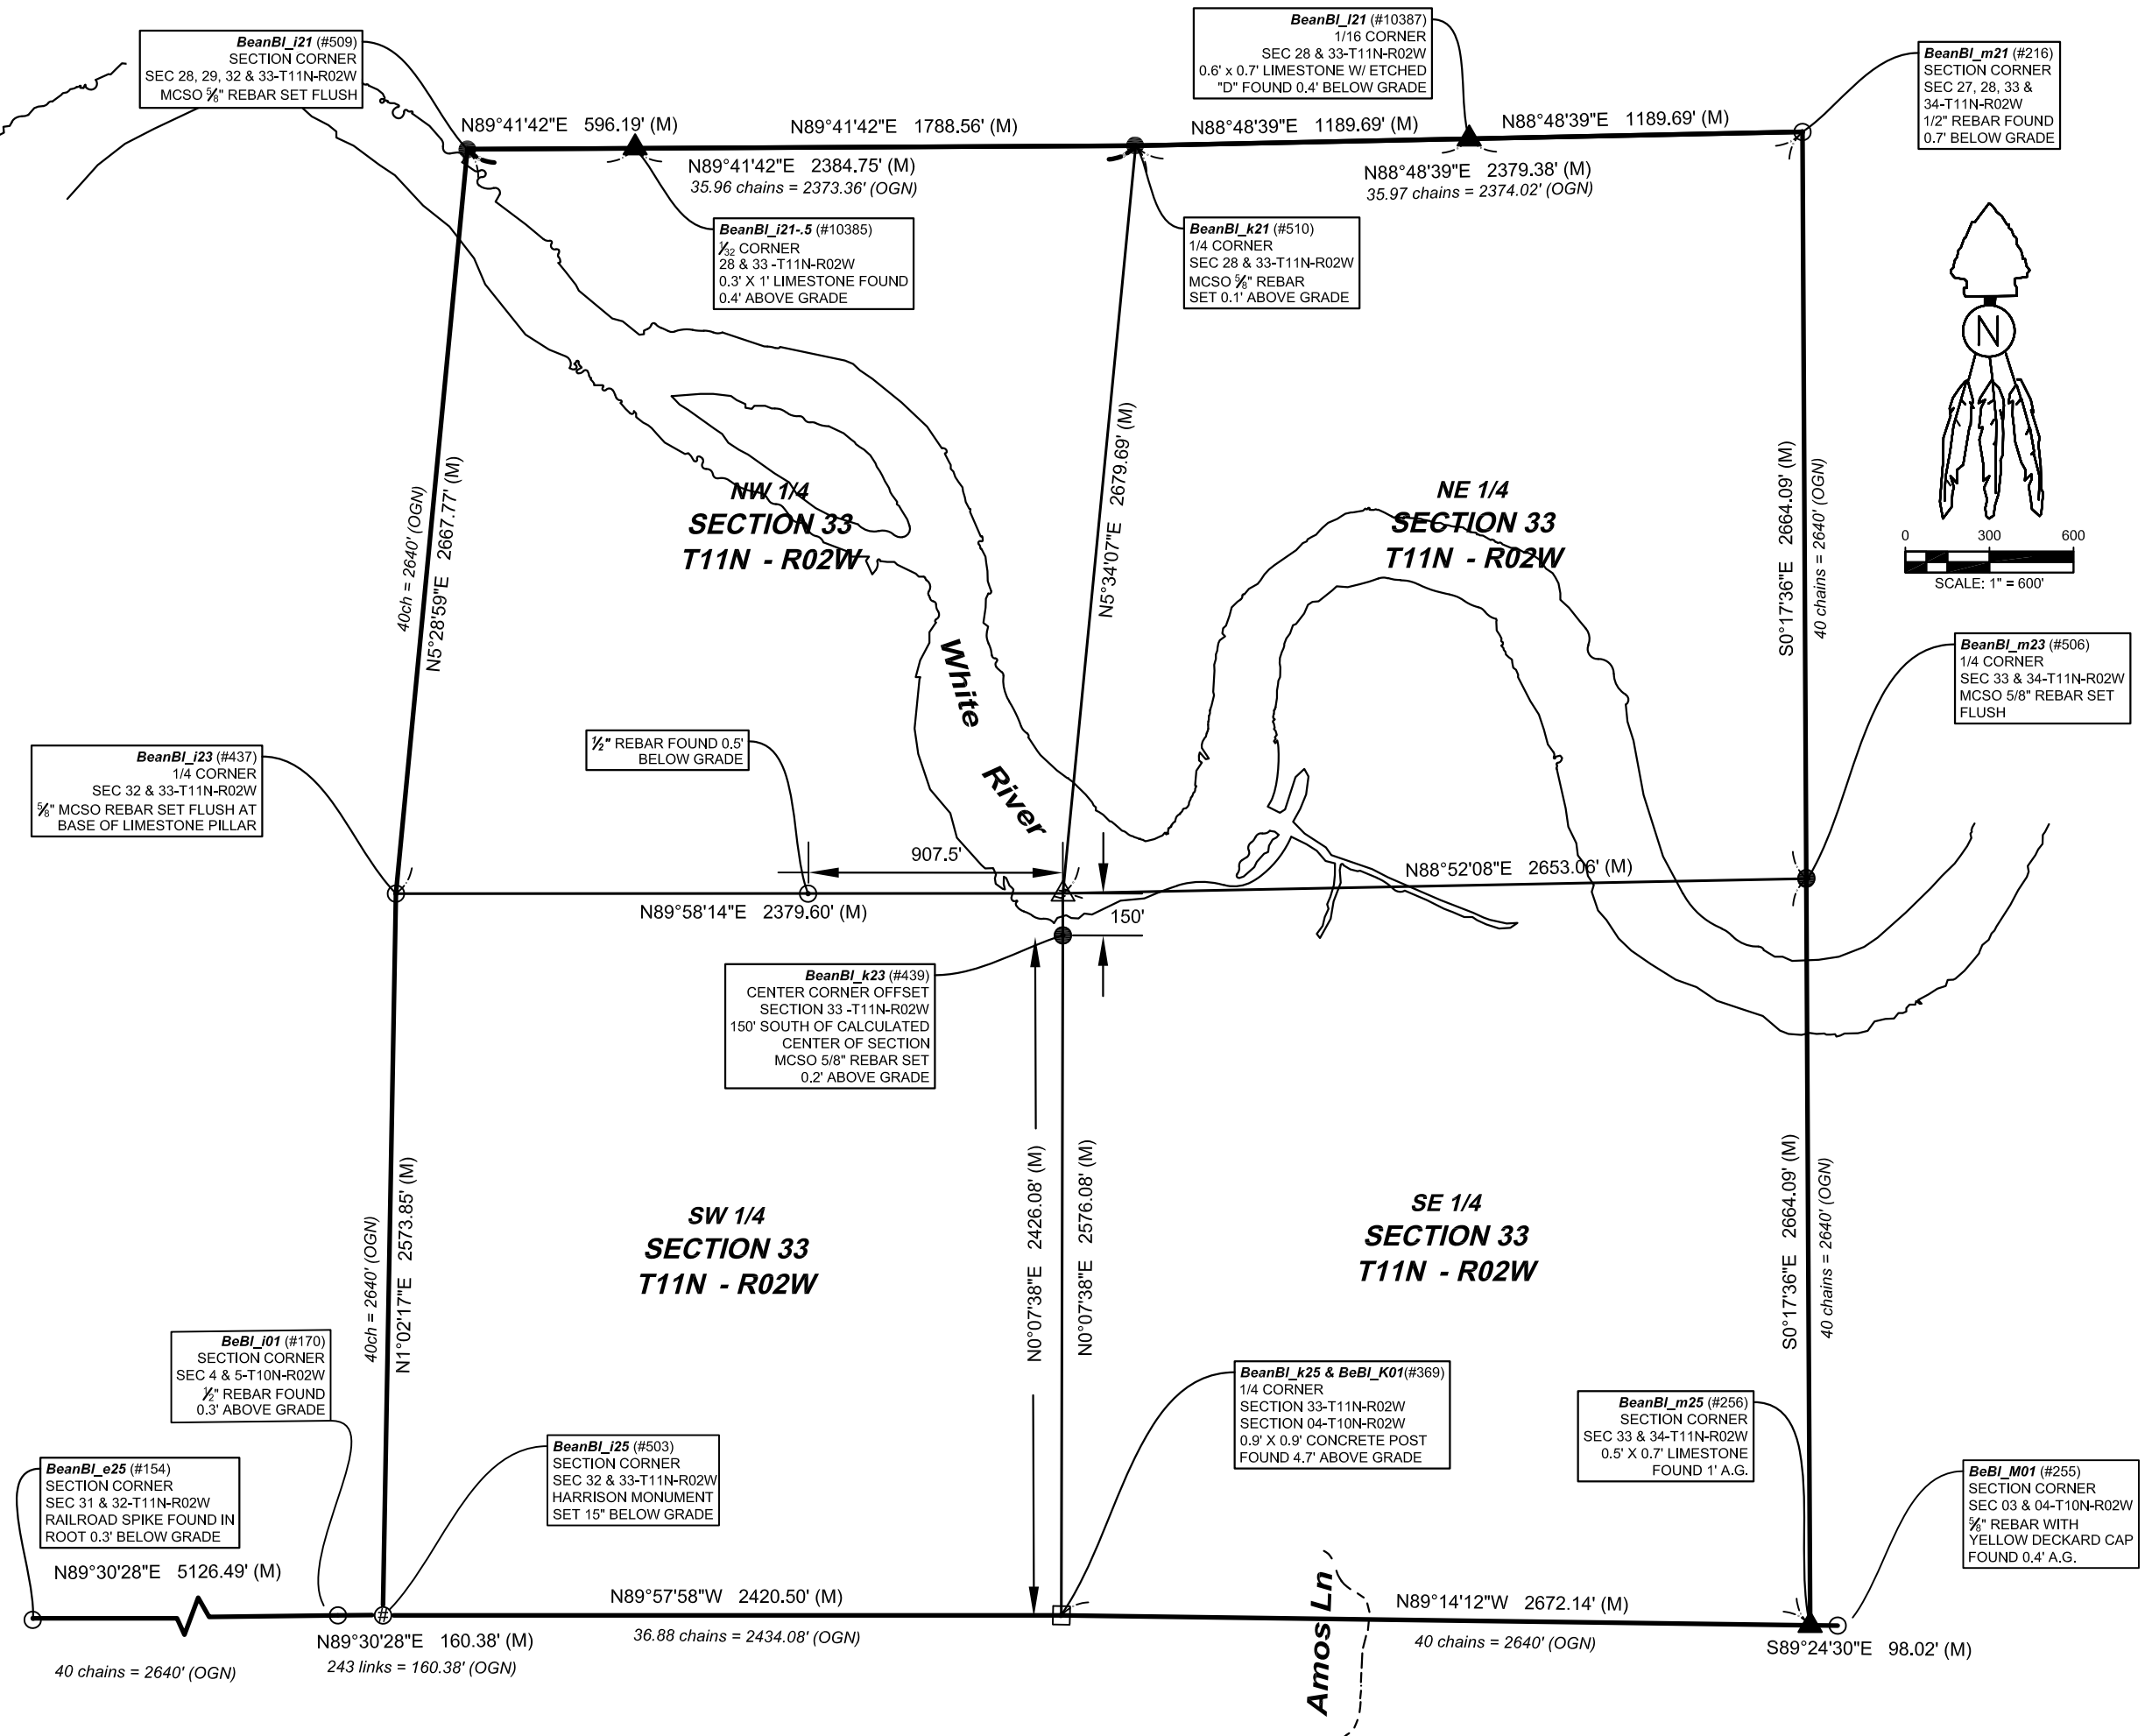 BeanBl_i21 (#509)
SECTION CORNER
SEC 28, 29, 32 & 33-T11N-R02W
MCSO 5/8" REBAR SET FLUSH
BeanBl_l21 (#10387)
1/16 CORNER
SEC 28 & 33-T11N-R02W
0.6' x 0.7' LIMESTONE W/ ETCHED
"D" FOUND 0.4' BELOW GRADE
BeanBl_m21 (#216)
SECTION CORNER
SEC 27, 28, 33 &
34-T11N-R02W
1/2" REBAR FOUND
0.7' BELOW GRADE
N89°41'42"E 596.19' (M)
N89°41'42"E 1788.56' (M)
N88°48'39"E 1189.69' (M)
N88°48'39"E 1189.69' (M)
N89°41'42"E 2384.75' (M)
35.96 chains = 2373.36' (OGN)
N88°48'39"E 2379.38' (M)
35.97 chains = 2374.02' (OGN)
BeanBl_i21-.5 (#10385)
1/32 CORNER
28 & 33 -T11N-R02W
0.3' X 1' LIMESTONE FOUND
0.4' ABOVE GRADE
BeanBl_k21 (#510)
1/4 CORNER
SEC 28 & 33-T11N-R02W
MCSO 5/8" REBAR
SET 0.1' ABOVE GRADE
N
0 300 600
SCALE: 1" = 600'
40ch = 2640' (OGN)
N5°28'59"E 2667.77' (M)
N5°34'07"E 2679.69' (M)
S0°17'36"E 2664.09' (M)
40 chains = 2640' (OGN)
NW 1/4
SECTION 33
T11N - R02W
NE 1/4
SECTION 33
T11N - R02W
White River
BeanBl_m23 (#506)
1/4 CORNER
SEC 33 & 34-T11N-R02W
MCSO 5/8" REBAR SET
FLUSH
BeanBl_i23 (#437)
1/4 CORNER
SEC 32 & 33-T11N-R02W
5/8" MCSO REBAR SET FLUSH AT
BASE OF LIMESTONE PILLAR
1/2" REBAR FOUND 0.5'
BELOW GRADE
907.5'
N88°52'08"E 2653.06' (M)
N89°58'14"E 2379.60' (M)
150'
BeanBl_k23 (#439)
CENTER CORNER OFFSET
SECTION 33 -T11N-R02W
150' SOUTH OF CALCULATED
CENTER OF SECTION
MCSO 5/8" REBAR SET
0.2' ABOVE GRADE
40ch = 2640' (OGN)
N1°02'17"E 2573.85' (M)
N0°07'38"E 2426.08' (M)
N0°07'38"E 2576.08' (M)
S0°17'36"E 2664.09' (M)
40 chains = 2640' (OGN)
SW 1/4
SECTION 33
T11N - R02W
SE 1/4
SECTION 33
T11N - R02W
BeBl_i01 (#170)
SECTION CORNER
SEC 4 & 5-T10N-R02W
1/2" REBAR FOUND
0.3' ABOVE GRADE
BeanBl_k25 & BeBl_K01(#369)
1/4 CORNER
SECTION 33-T11N-R02W
SECTION 04-T10N-R02W
0.9' X 0.9' CONCRETE POST
FOUND 4.7' ABOVE GRADE
BeanBl_m25 (#256)
SECTION CORNER
SEC 33 & 34-T11N-R02W
0.5' X 0.7' LIMESTONE
FOUND 1' A.G.
BeanBl_e25 (#154)
SECTION CORNER
SEC 31 & 32-T11N-R02W
RAILROAD SPIKE FOUND IN
ROOT 0.3' BELOW GRADE
BeanBl_i25 (#503)
SECTION CORNER
SEC 32 & 33-T11N-R02W
HARRISON MONUMENT
SET 15" BELOW GRADE
BeBl_M01 (#255)
SECTION CORNER
SEC 03 & 04-T10N-R02W
5/8" REBAR WITH
YELLOW DECKARD CAP
FOUND 0.4' A.G.
N89°30'28"E 5126.49' (M)
40 chains = 2640' (OGN)
#
N89°30'28"E 160.38' (M)
243 links = 160.38' (OGN)
N89°57'58"W 2420.50' (M)
36.88 chains = 2434.08' (OGN)
Amos Ln
N89°14'12"W 2672.14' (M)
40 chains = 2640' (OGN)
S89°24'30"E 98.02' (M)